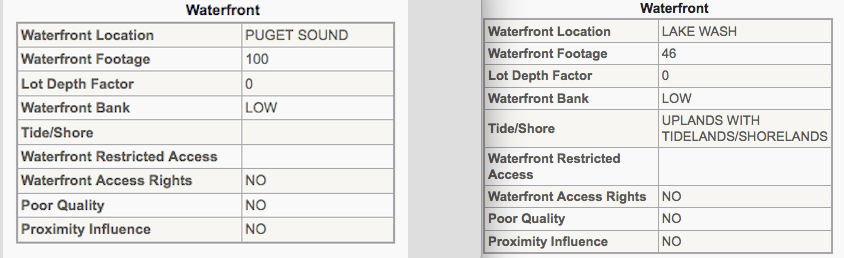 Waterfront
Waterfront Location PUGET SOUND
Waterfront Footage 100
Lot Depth Factor 0
Waterfront Bank LOW
Tide/Shore
Waterfront Restricted Access
Waterfront Access Rights NO
Poor Quality NO
Proximity Influence NO
Waterfront
Waterfront Location LAKE WASH
Waterfront Footage 46
Lot Depth Factor 0
Waterfront Bank LOW
Tide/Shore UPLANDS WITH
TIDELANDS/SHORELANDS
Waterfront Restricted
Access
Waterfront Access Rights NO
Poor Quality NO
Proximity Influence NO